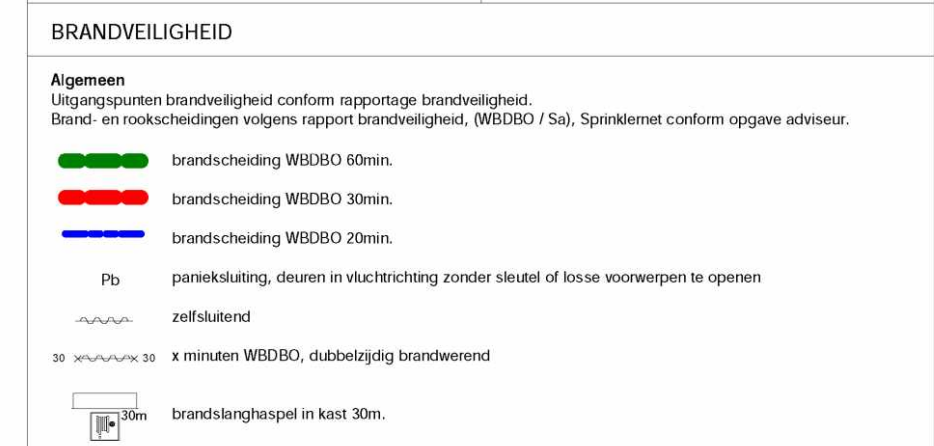 BRANDVEILIGHEID
Algemeen
Uitgangspunten brandveiligheid conform rapportage brandveiligheid.
Brand- en rookscheidingen volgens rapport brandveiligheid, (WBDBO / Sa), Sprinklernet conform opgave adviseur.
brandscheiding WBDBO 60min.
brandscheiding WBDBO 30min.
brandscheiding WBDBO 20min.
Pb panieksluiting, deuren in vluchtrichting zonder sleutel of losse voorwerpen te openen
zelfsluitend
30 x x 30 x minuten WBDBO, dubbelzijdig brandwerend
30m brandslanghaspel in kast 30m.